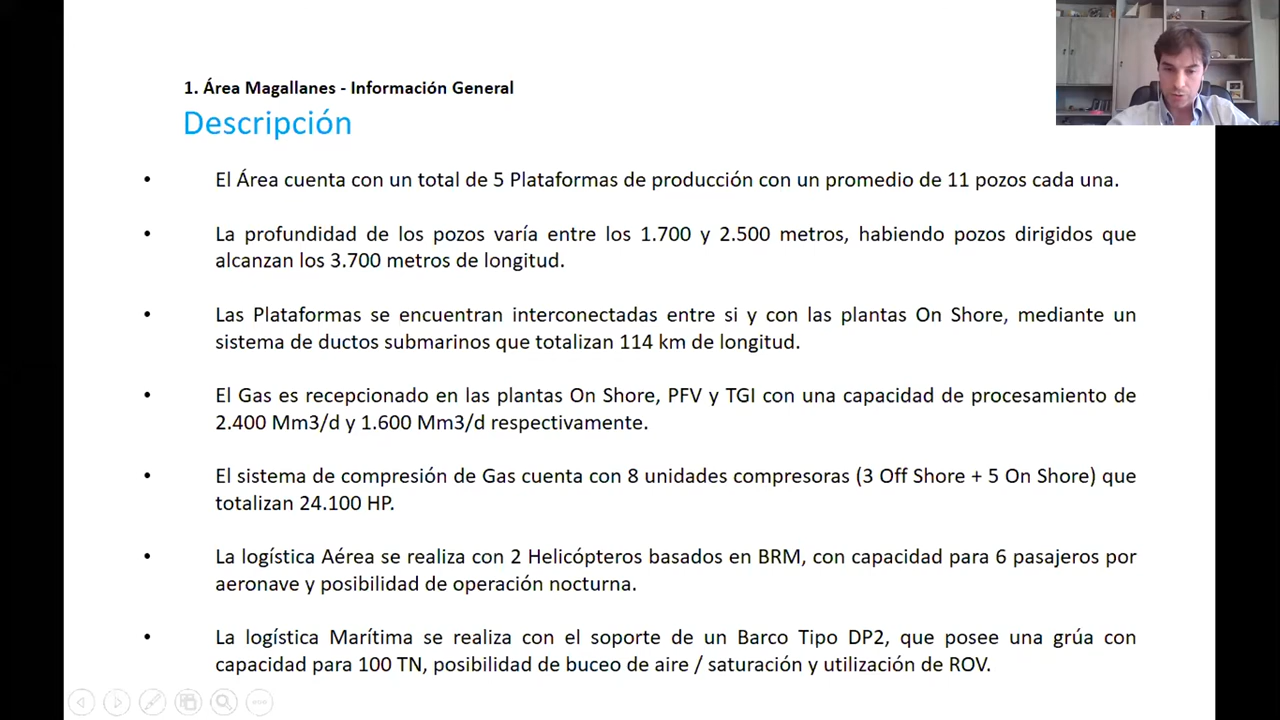 1. Área Magallanes - Información General
Descripción
• El Área cuenta con un total de 5 Plataformas de producción con un promedio de 11 pozos cada una.
• La profundidad de los pozos varía entre los 1.700 y 2.500 metros, habiendo pozos dirigidos que
alcanzan los 3.700 metros de longitud.
• Las Plataformas se encuentran interconectadas entre si y con las plantas On Shore, mediante un
sistema de ductos submarinos que totalizan 114 km de longitud.
• El Gas es recepcionado en las plantas On Shore, PFV y TGI con una capacidad de procesamiento de
2.400 Mm3/d y 1.600 Mm3/d respectivamente.
• El sistema de compresión de Gas cuenta con 8 unidades compresoras (3 Off Shore + 5 On Shore) que
totalizan 24.100 HP.
• La logística Aérea se realiza con 2 Helicópteros basados en BRM, con capacidad para 6 pasajeros por
aeronave y posibilidad de operación nocturna.
• La logística Marítima se realiza con el soporte de un Barco Tipo DP2, que posee una grúa con
capacidad para 100 TN, posibilidad de buceo de aire / saturación y utilización de ROV.